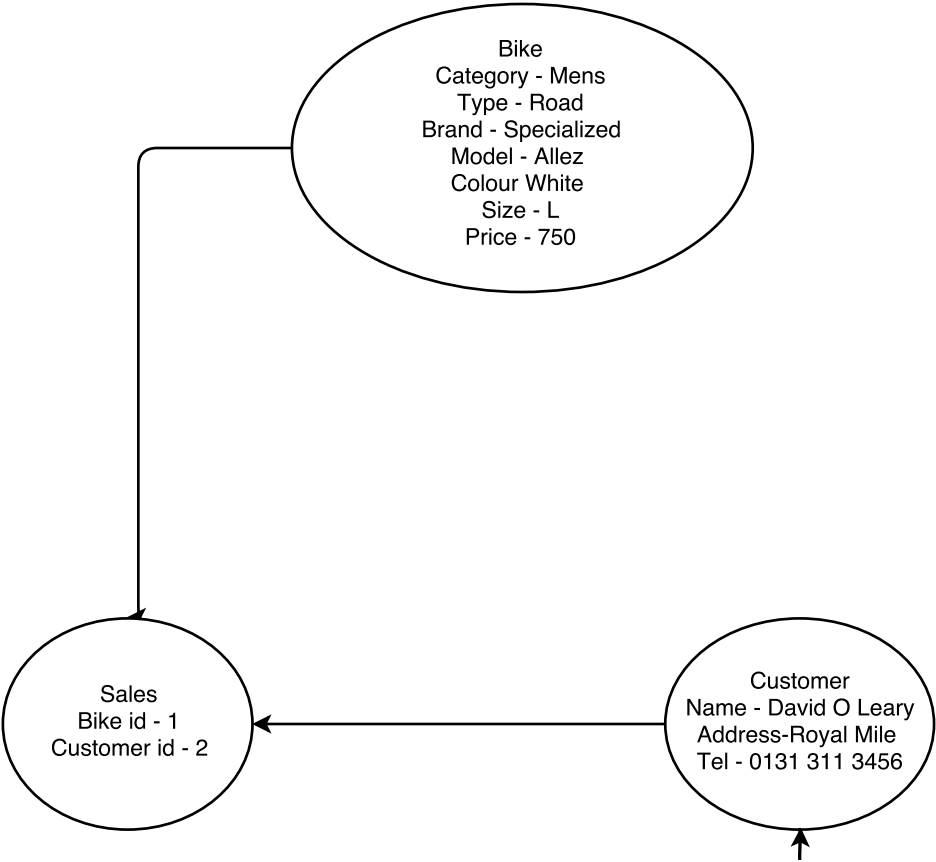 Bike
Category - Mens
Type - Road
Brand - Specialized
Model - Allez
Colour White
Size - L
Price - 750
Sales
Bike id - 1
Customer id - 2
Customer
Name - David O Leary
Address-Royal Mile
Tel - 0131 311 3456